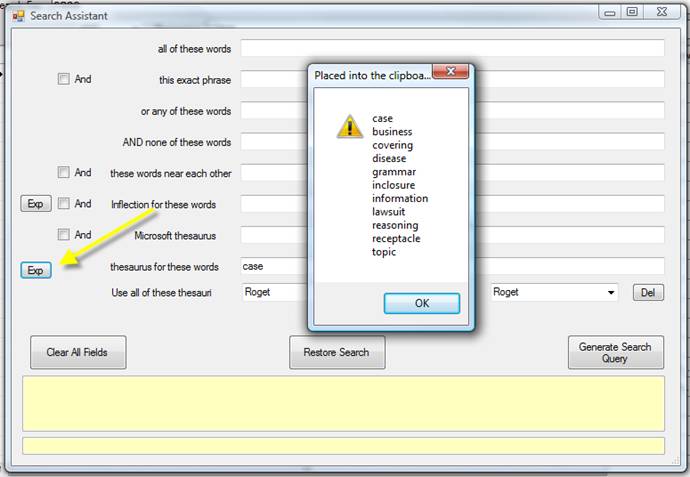 Search Assistant
all of these words
And
this exact phrase
or any of these words
AND none of these words
And
these words near each other
Exp
And
Inflection for these words
And
Microsoft thesaurus
Exp
thesaurus for these words
case
Use all of these thesauri
Roget
Roget
Del
Clear All Fields
Restore Search
Generate Search
Query
Placed into the clipboa...
case
business
covering
disease
grammar
inclosure
information
lawsuit
reasoning
receptacle
topic
OK